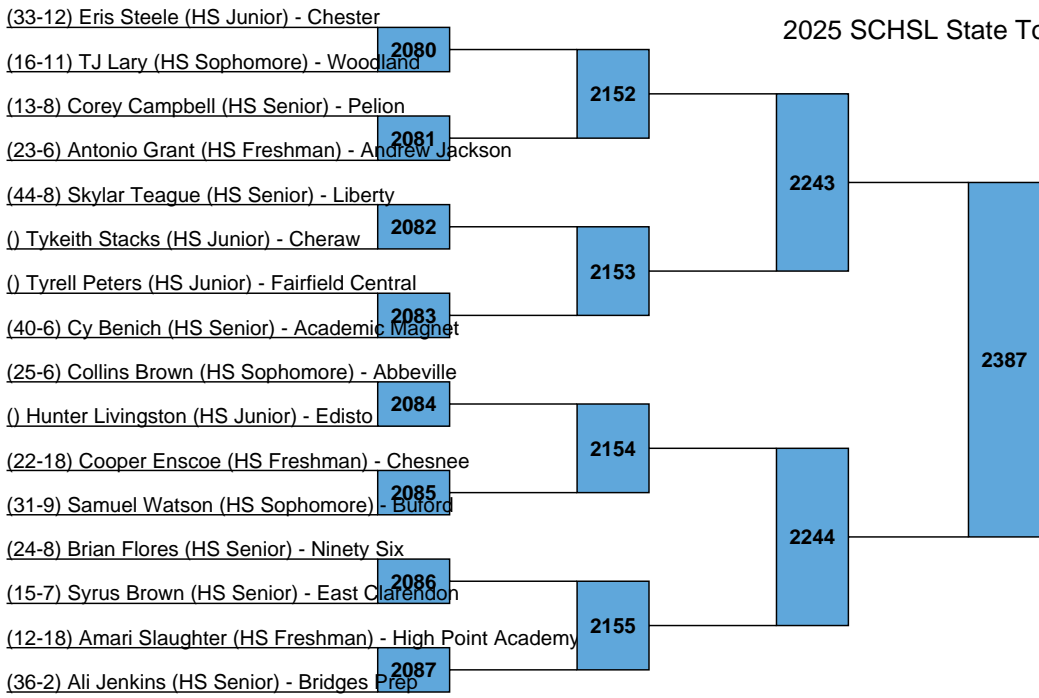 (33-12) Eris Steele (HS Junior) - Chester
2025 SCHSL State To
2080
(16-11) TJ Lary (HS Sophomore) - Woodland
2152
(13-8) Corey Campbell (HS Senior) - Pelion
2081
(23-6) Antonio Grant (HS Freshman) - Andrew Jackson
2243
(44-8) Skylar Teague (HS Senior) - Liberty
2082
() Tykeith Stacks (HS Junior) - Cheraw
2153
() Tyrell Peters (HS Junior) - Fairfield Central
2083
(40-6) Cy Benich (HS Senior) - Academic Magnet
2387
(25-6) Collins Brown (HS Sophomore) - Abbeville
2084
() Hunter Livingston (HS Junior) - Edisto
2154
(22-18) Cooper Enscoe (HS Freshman) - Chesnee
2085
(31-9) Samuel Watson (HS Sophomore) - Buford
2244
(24-8) Brian Flores (HS Senior) - Ninety Six
2086
(15-7) Syrus Brown (HS Senior) - East Clarendon
2155
(12-18) Amari Slaughter (HS Freshman) - High Point Academy
2087
(36-2) Ali Jenkins (HS Senior) - Bridges Prep